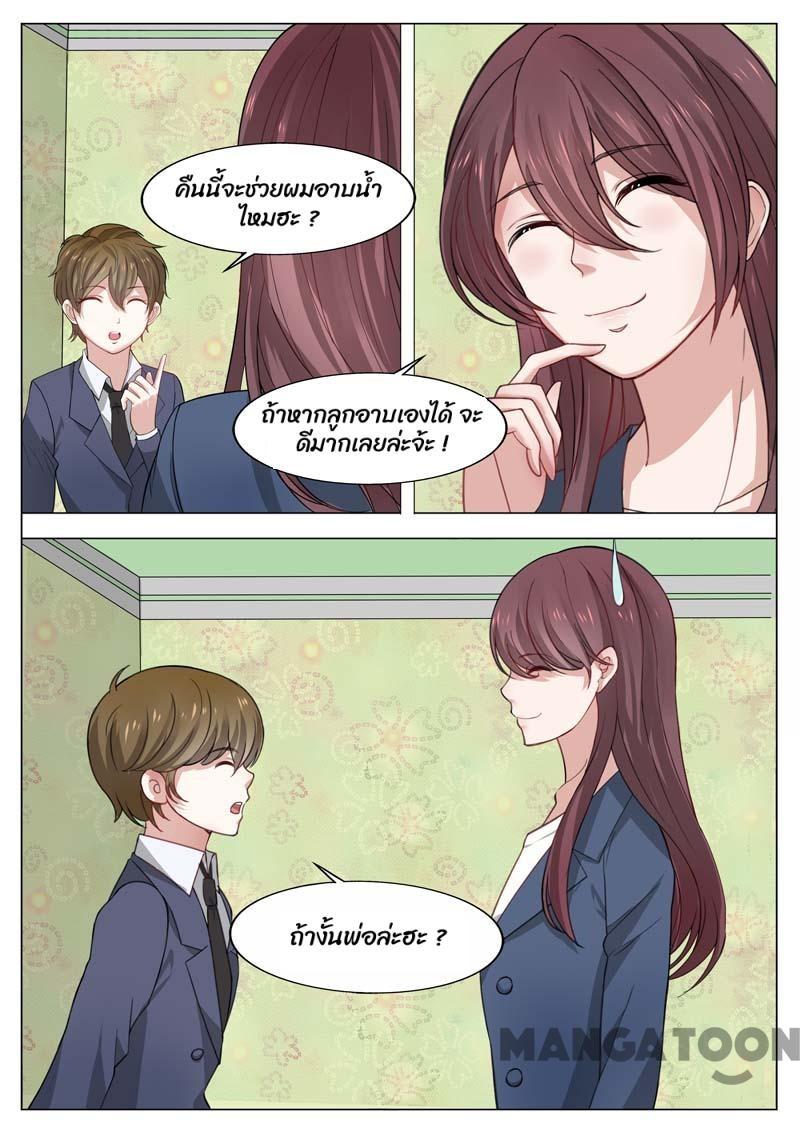 คืนนี้จะช่วยผมอาบน้ำ
ไหมฮะ ?
ถ้าหากลูกอาบเองได้ จะ
ดีมากเลยล่ะจ้ะ !
ถ้างั้นพ่อล่ะฮะ ?
MANGATOON